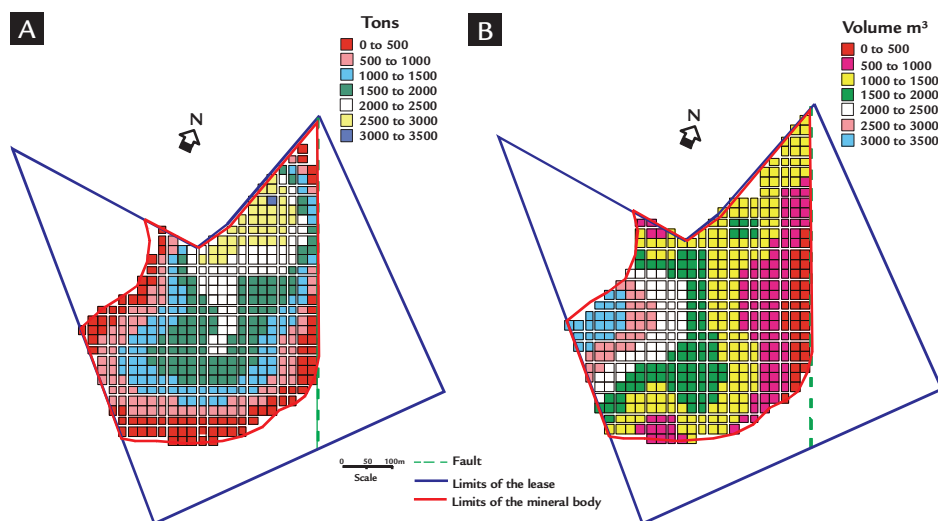 A
Tons
0 to 500
500 to 1000
1000 to 1500
1500 to 2000
2000 to 2500
2500 to 3000
3000 to 3500
N
B
Volume m³
0 to 500
500 to 1000
1000 to 1500
1500 to 2000
2000 to 2500
2500 to 3000
3000 to 3500
N
0 50 100m
Scale
Fault
Limits of the lease
Limits of the mineral body